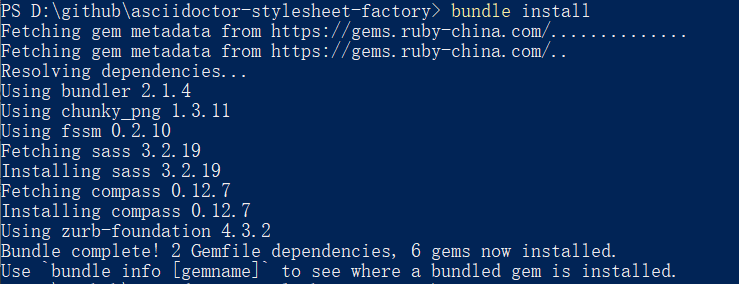 PS D:\github\asciidoctor-stylesheet-factory> bundle install
Fetching gem metadata from https://gems.ruby-china.com/..............
Fetching gem metadata from https://gems.ruby-china.com/..
Resolving dependencies...
Using bundler 2.1.4
Using chunky_png 1.3.11
Using fssm 0.2.10
Fetching sass 3.2.19
Installing sass 3.2.19
Fetching compass 0.12.7
Installing compass 0.12.7
Using zurb-foundation 4.3.2
Bundle complete! 2 Gemfile dependencies, 6 gems now installed.
Use `bundle info [gemname]` to see where a bundled gem is installed.